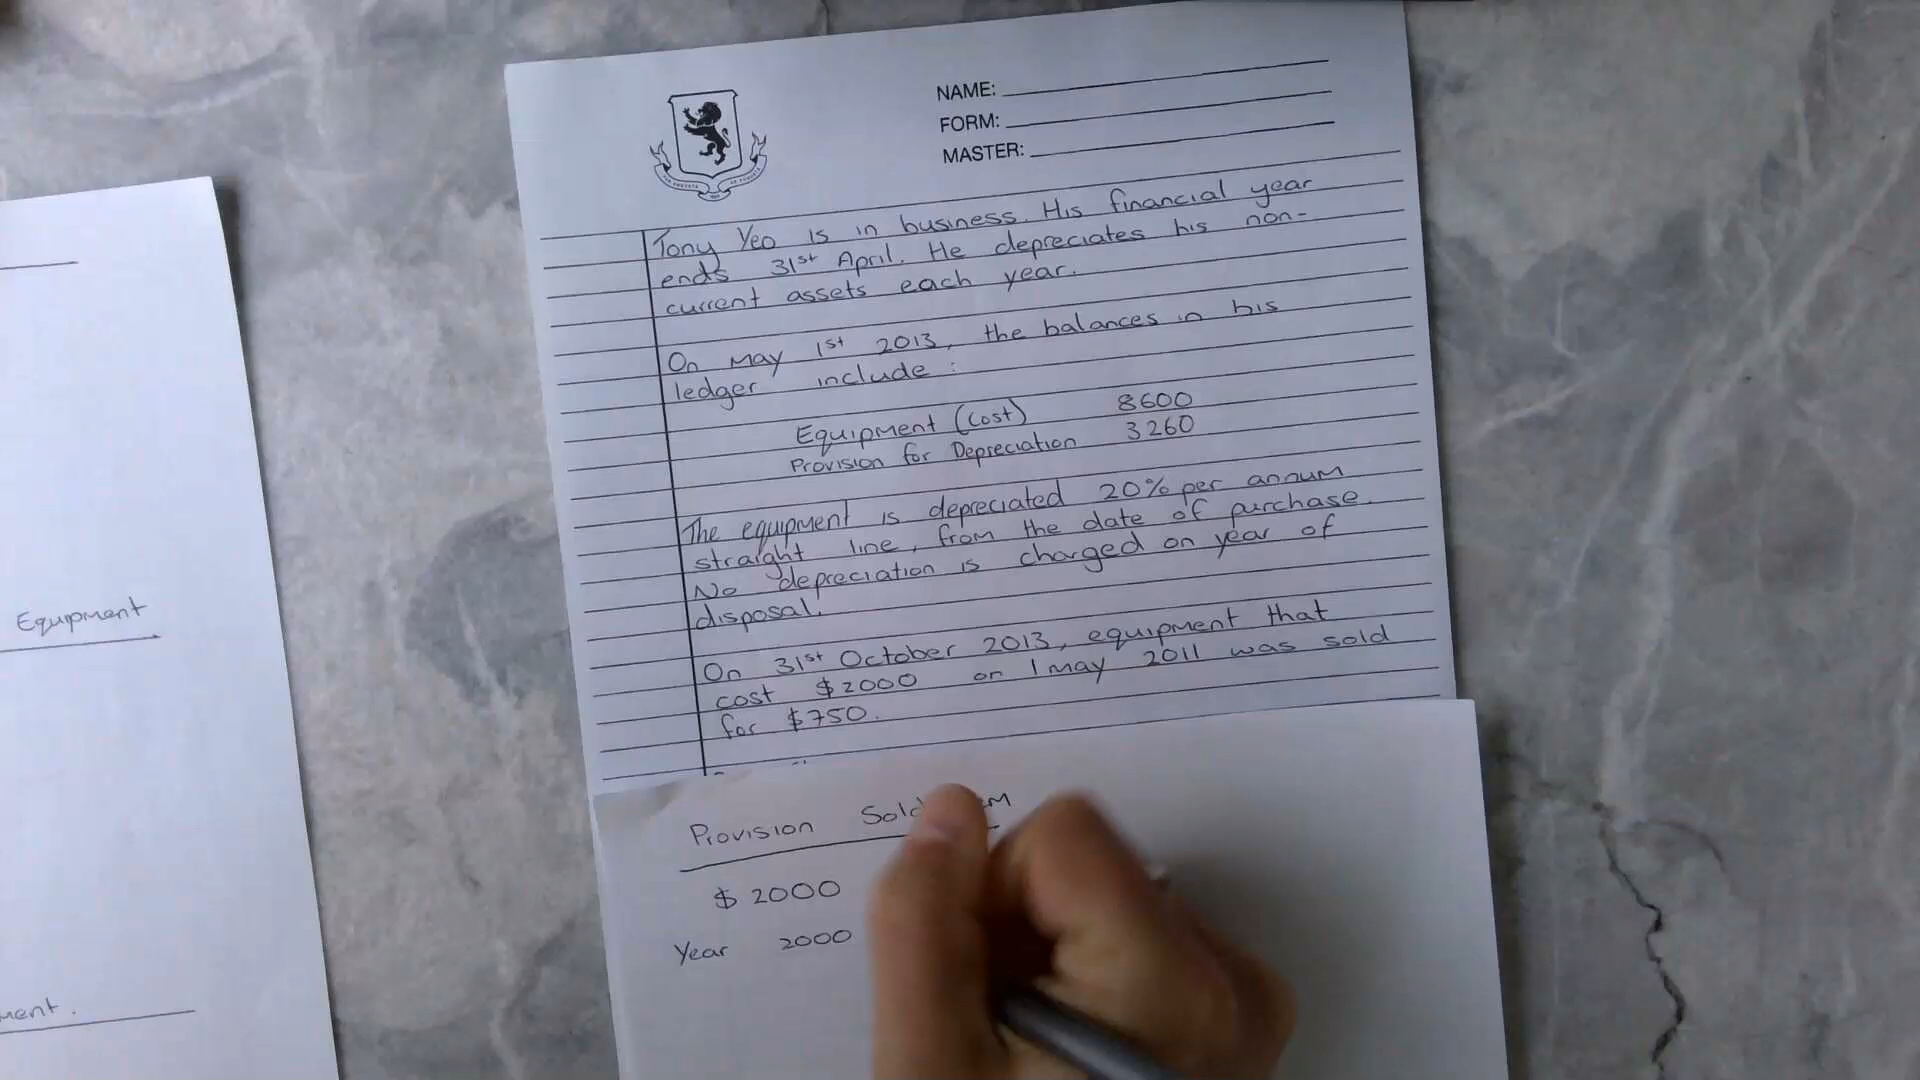 NAME:
FORM:
MASTER:
Tony Yeo is in business. His financial year
ends 31st April. He depreciates his non-
current assets each year.
On May 1st 2013, the balances in his
ledger include :
Equipment (cost) 8600
Provision for Depreciation 3260
The equipment is depreciated 20% per annum
straight line, from the date of purchase.
No depreciation is charged on year of
disposal.
On 31st October 2013, equipment that
cost $2000 on 1 may 2011 was sold
for $750.
Provision
$ 2000
Year 2000
Equipment